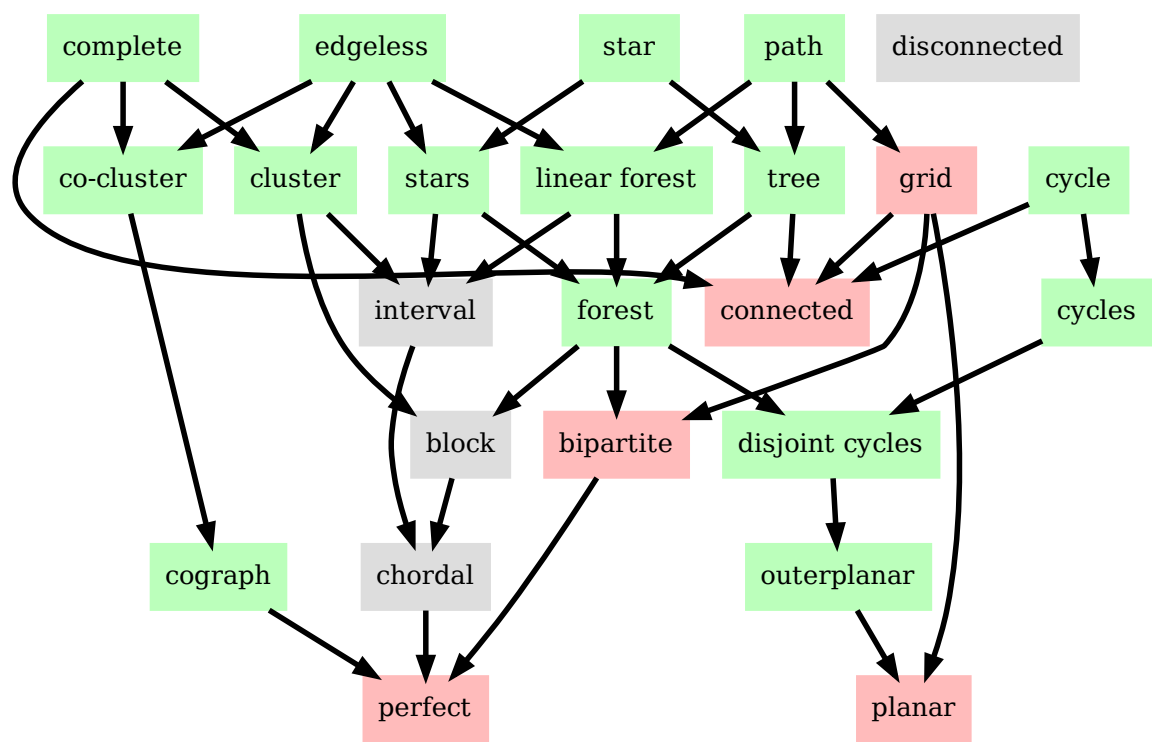 complete
edgeless
star
path
disconnected
co-cluster
cluster
stars
linear forest
tree
grid
cycle
interval
forest
connected
cycles
block
bipartite
disjoint cycles
cograph
chordal
outerplanar
perfect
planar